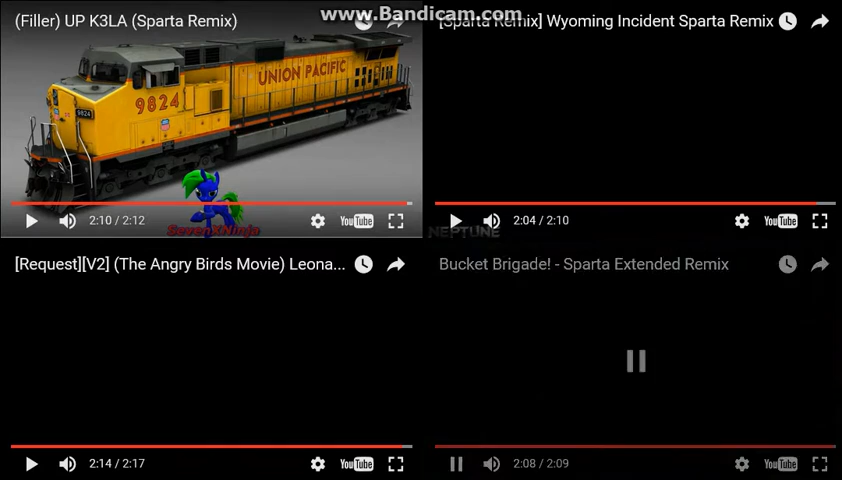 www.Bandicam.com
(Filler) UP K3LA (Sparta Remix)
UNION PACIFIC
9824
9824
SevenXNinja
2:10 / 2:12
YouTube
[Sparta Remix] Wyoming Incident Sparta Remix
2:04 / 2:10
YouTube
NEPTUNE
[Request][V2] (The Angry Birds Movie) Leona...
2:14 / 2:17
YouTube
Bucket Brigade! - Sparta Extended Remix
2:08 / 2:09
YouTube